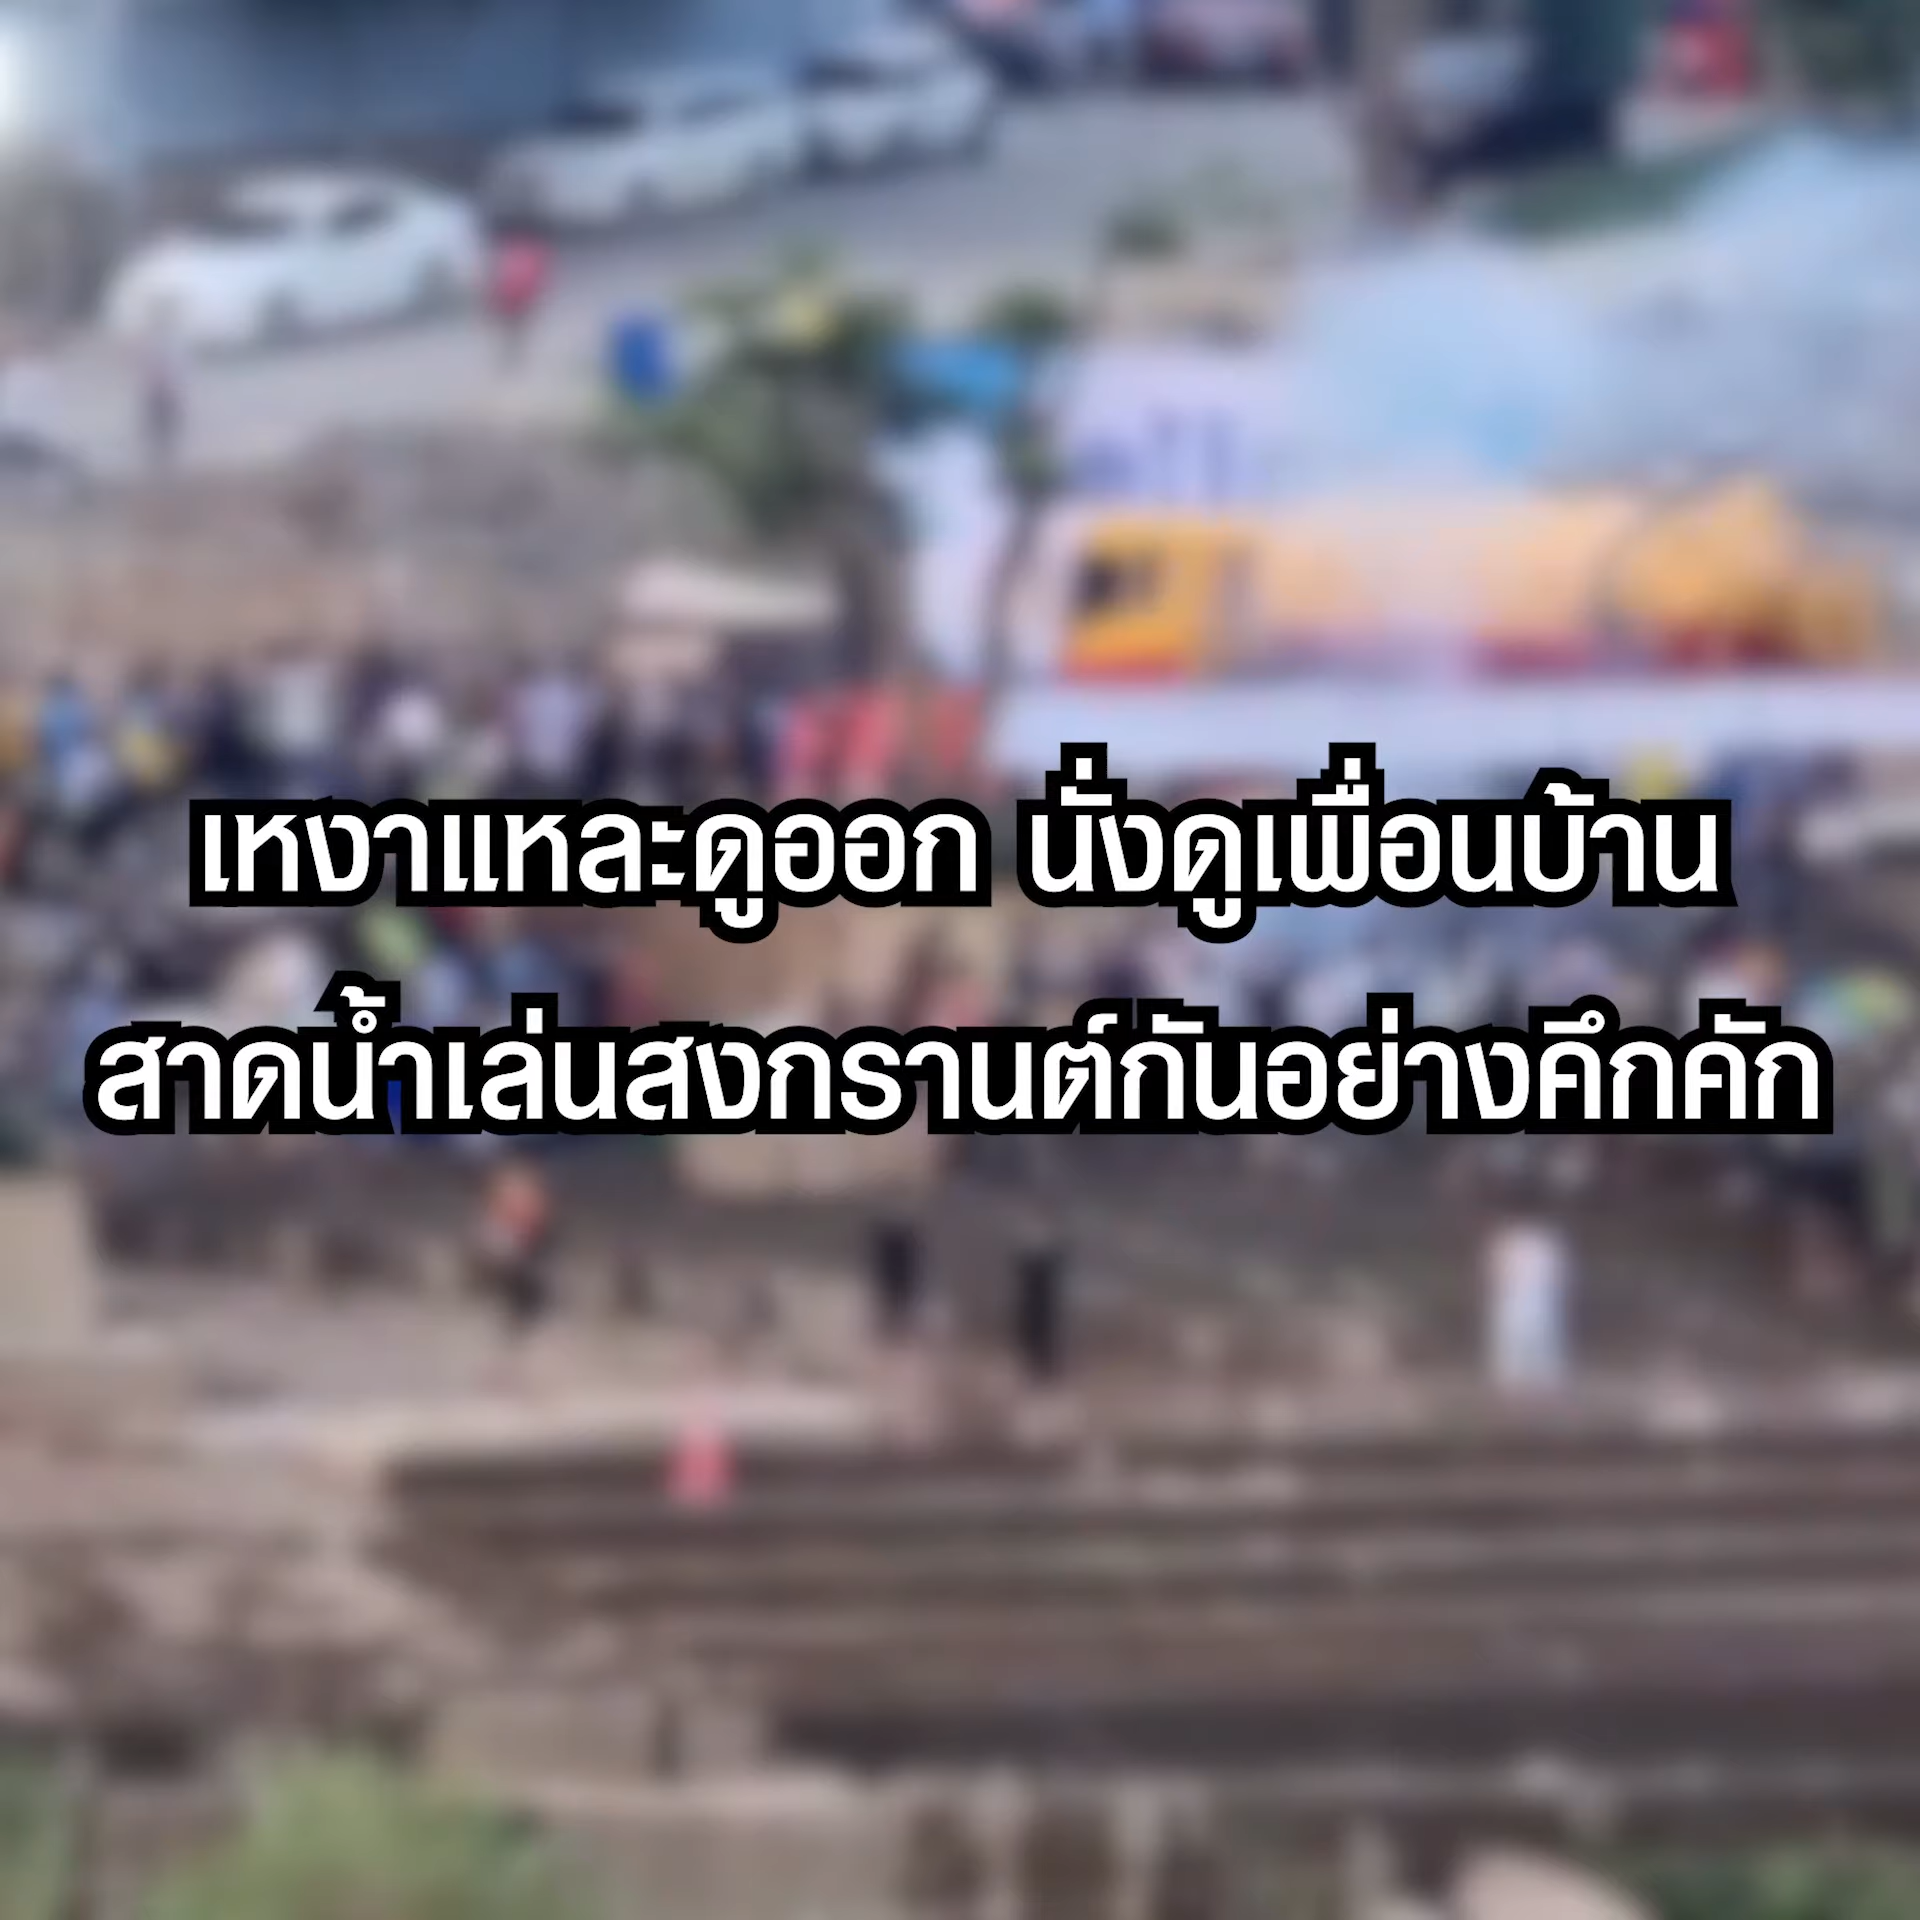 เหงาแหละดูออก นั่งดูเพื่อนบ้าน
สาดน้ำเล่นสงกรานต์กันอย่างคึกคัก